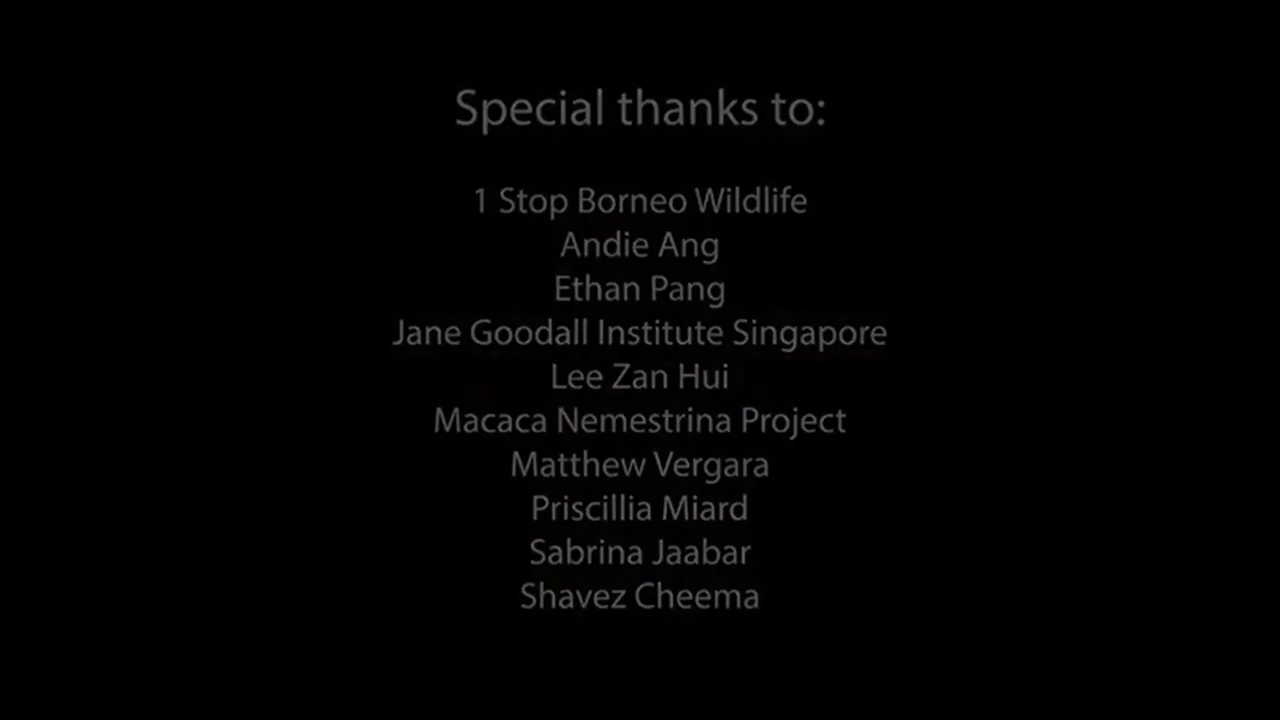 Special thanks to:
1 Stop Borneo Wildlife
Andie Ang
Ethan Pang
Jane Goodall Institute Singapore
Lee Zan Hui
Macaca Nemestrina Project
Matthew Vergara
Priscillia Miard
Sabrina Jaabar
Shavez Cheema